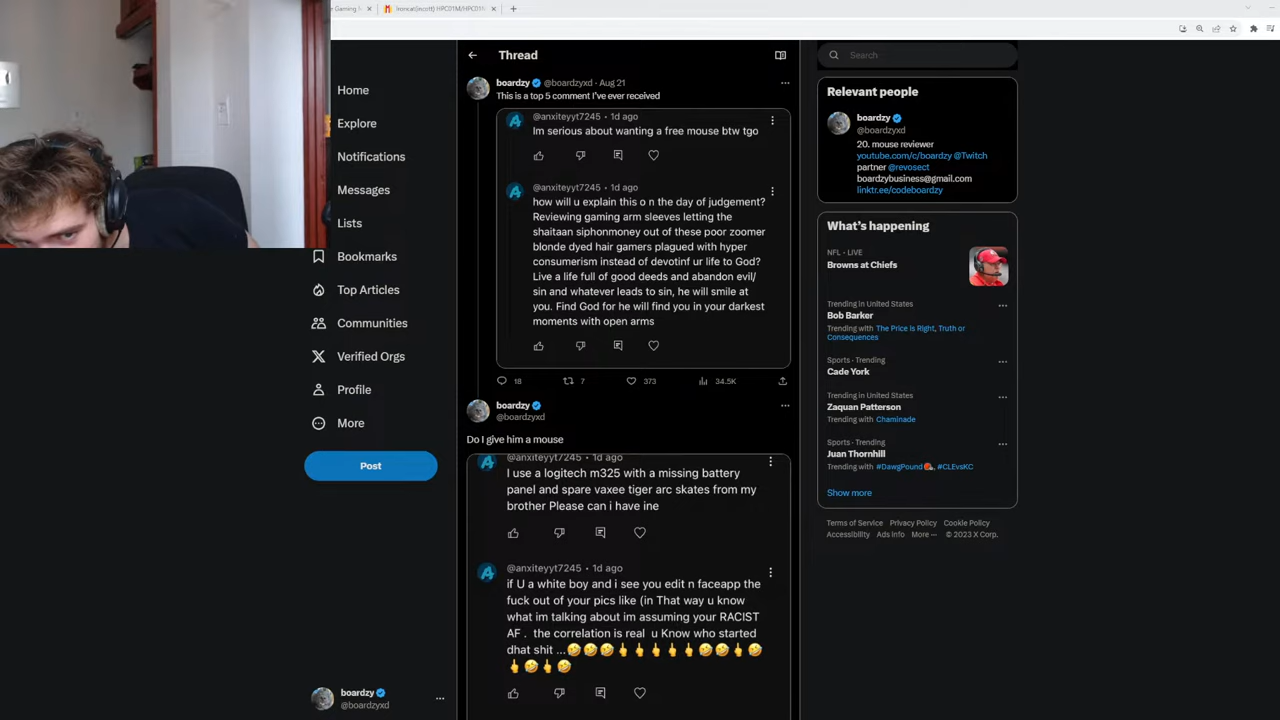 er Gaming M
Ironcat(incott) HPC01M/HPC01
Home
Explore
Notifications
Messages
Lists
Bookmarks
Top Articles
Communities
Verified Orgs
Profile
More
Post
boardzy
@boardzyxd
Thread
boardzy @boardzyxd · Aug 21
This is a top 5 comment I've ever received
@anxiteyyt7245 • 1d ago
Im serious about wanting a free mouse btw tgo
@anxiteyyt7245 • 1d ago
how will u explain this o n the day of judgement?
Reviewing gaming arm sleeves letting the
shaitaan siphonmoney out of these poor zoomer
blonde dyed hair gamers plagued with hyper
consumerism instead of devotinf ur life to God?
Live a life full of good deeds and abandon evil/
sin and whatever leads to sin, he will smile at
you. Find God for he will find you in your darkest
moments with open arms
18 7 373 34.5K
boardzy
@boardzyxd
Do I give him a mouse
@anxiteyyt7245 • 1d ago
I use a logitech m325 with a missing battery
panel and spare vaxee tiger arc skates from my
brother Please can i have ine
@anxiteyyt7245 • 1d ago
if U a white boy and i see you edit n faceapp the
fuck out of your pics like (in That way u know
what im talking about im assuming your RACIST
AF . the correlation is real u Know who started
dhat shit ...🤣🤣🤣👆👆👆👆👆🤣🤣👆🤣
👆🤣👆🤣
Search
Relevant people
boardzy
@boardzyxd
20. mouse reviewer
youtube.com/c/boardzy @Twitch
partner @revosect
boardzybusiness@gmail.com
linktr.ee/codeboardzy
What's happening
NFL · LIVE
Browns at Chiefs
Trending in United States
Bob Barker
Trending with The Price Is Right, Truth or
Consequences
Sports · Trending
Cade York
Trending in United States
Zaquan Patterson
Trending with Chaminade
Sports · Trending
Juan Thornhill
Trending with #DawgPound, #CLEvsKC
Show more
Terms of Service Privacy Policy Cookie Policy
Accessibility Ads info More ··· © 2023 X Corp.